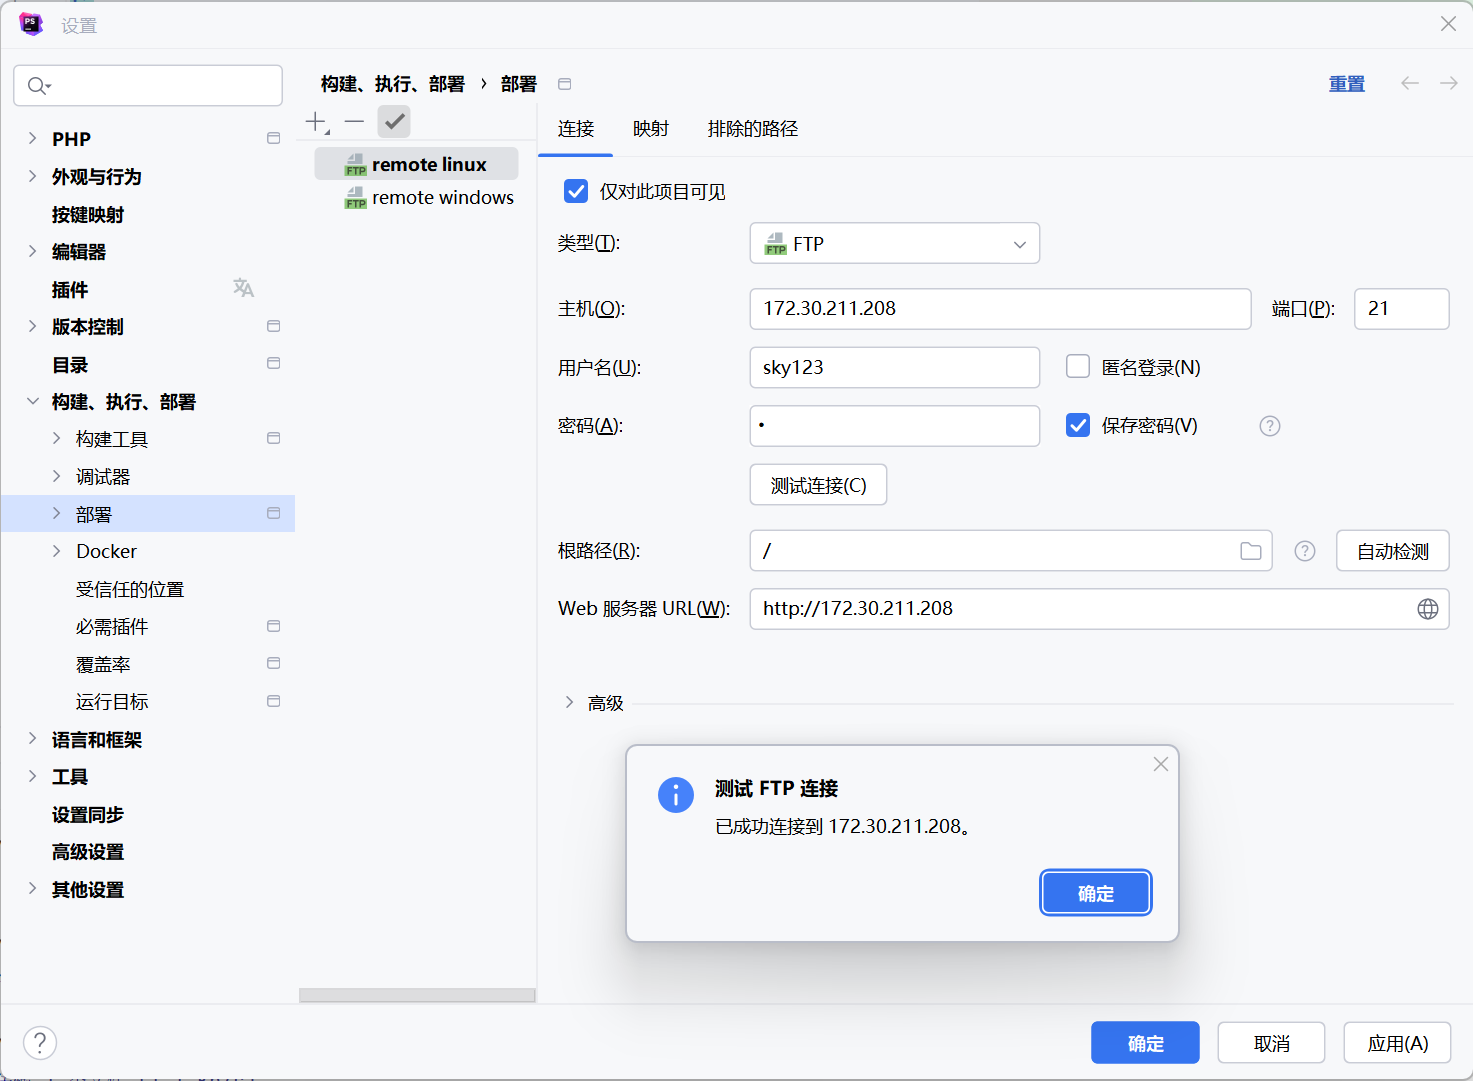 设置
构建、执行、部署 › 部署
重置
PHP
外观与行为
按键映射
编辑器
插件
版本控制
目录
构建、执行、部署
构建工具
调试器
部署
Docker
受信任的位置
必需插件
覆盖率
运行目标
语言和框架
工具
设置同步
高级设置
其他设置
FTP remote linux
FTP remote windows
连接 映射 排除的路径
仅对此项目可见
类型(T): FTP FTP
主机(O): 172.30.211.208 端口(P): 21
用户名(U): sky123 匿名登录(N)
密码(A): • 保存密码(V) ?
测试连接(C)
根路径(R): / ? 自动检测
Web 服务器 URL(W): http://172.30.211.208
高级
测试 FTP 连接
已成功连接到 172.30.211.208。
确定
? 确定 取消 应用(A)